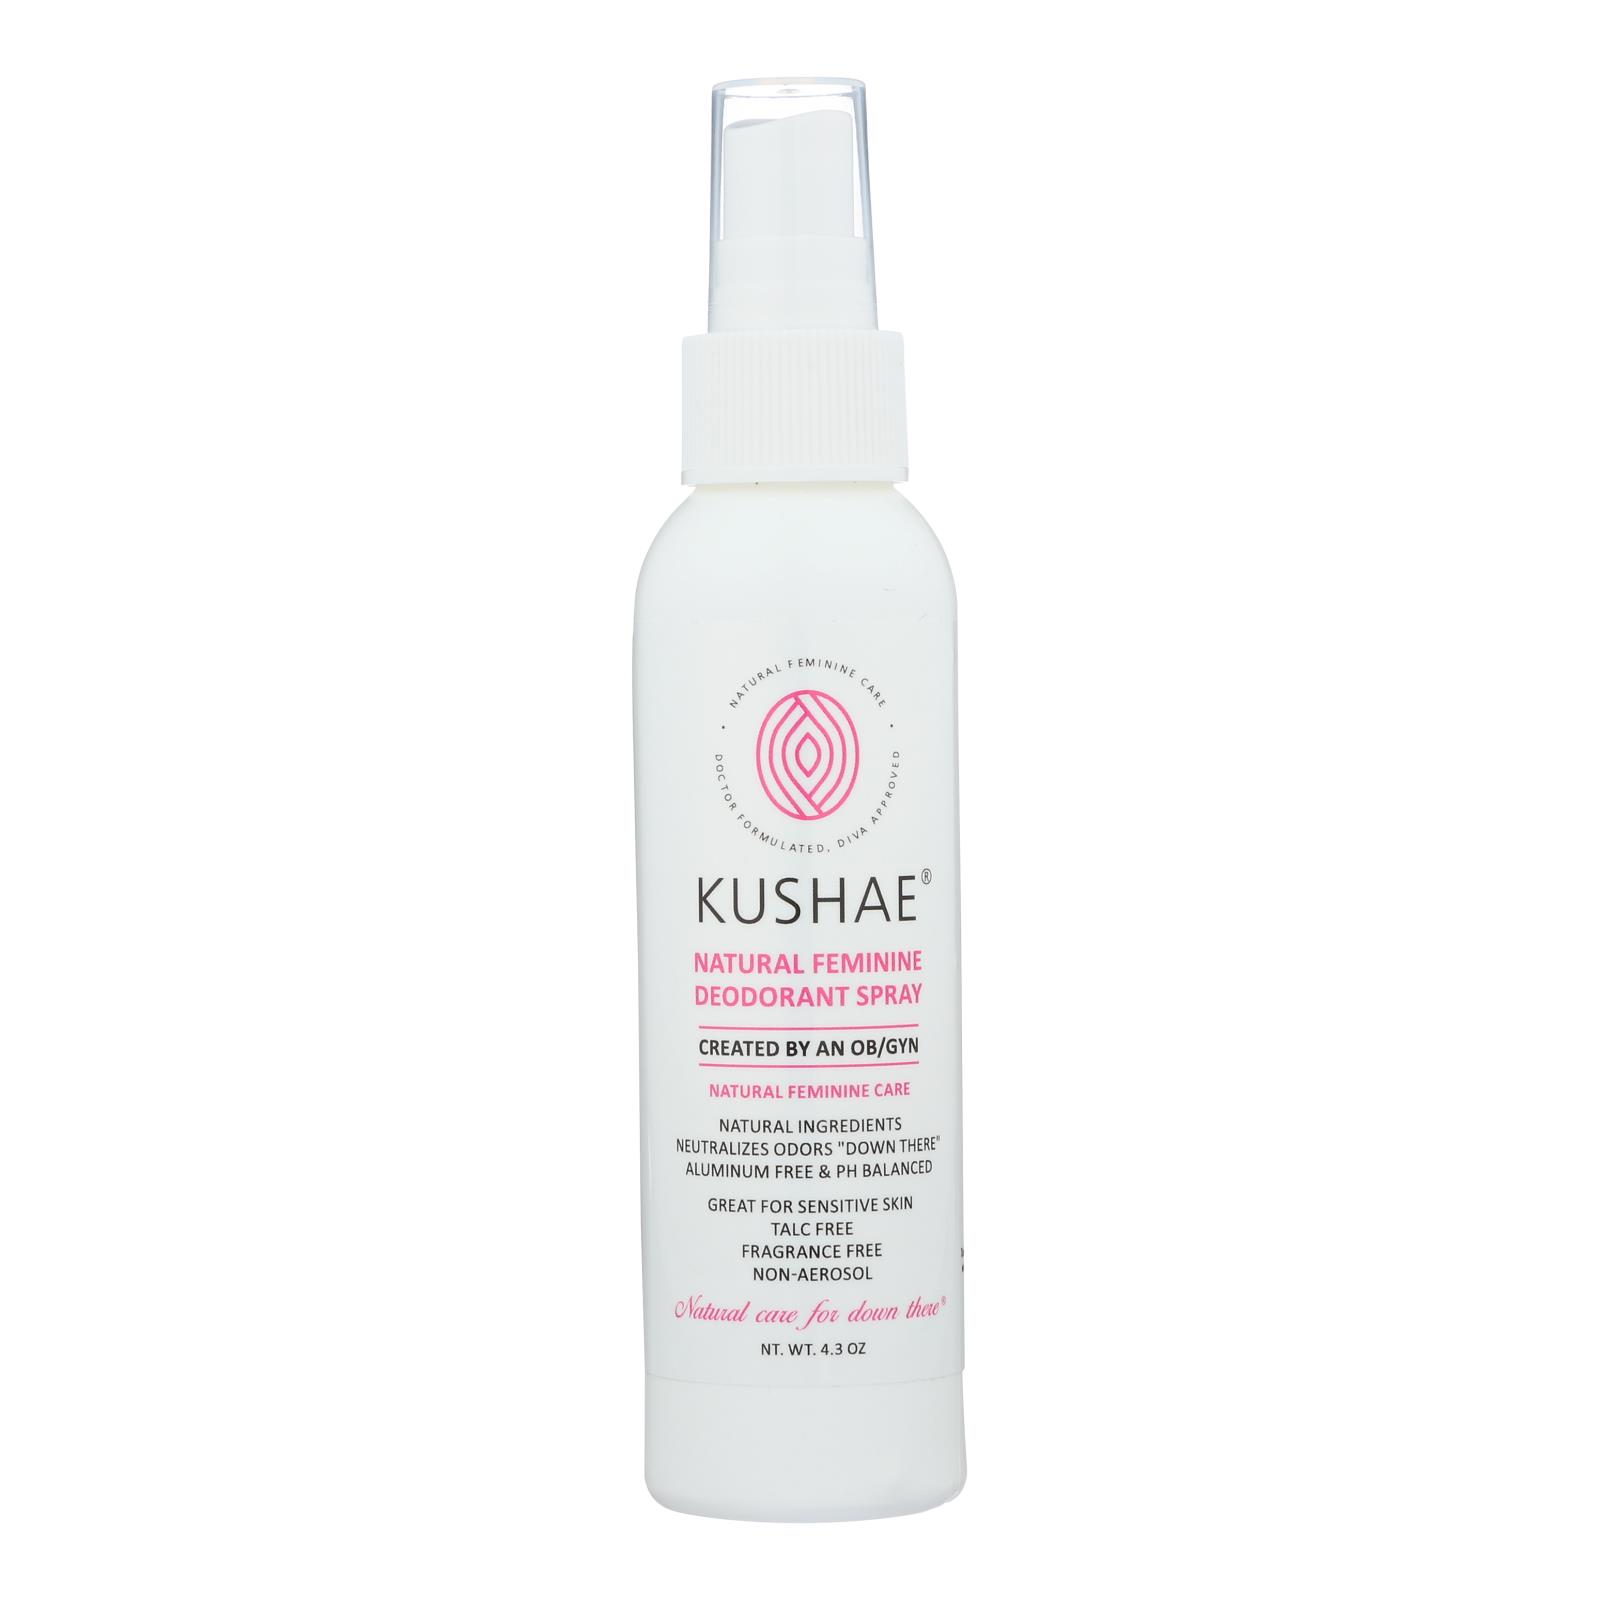 NATURAL FEMININE CARE
DOCTOR FORMULATED, DIVA APPROVED
KUSHAE®
NATURAL FEMININE
DEODORANT SPRAY
CREATED BY AN OB/GYN
NATURAL FEMININE CARE
NATURAL INGREDIENTS
NEUTRALIZES ODORS "DOWN THERE"
ALUMINUM FREE & PH BALANCED
GREAT FOR SENSITIVE SKIN
TALC FREE
FRAGRANCE FREE
NON-AEROSOL
Natural care for down there®
NT. WT. 4.3 OZ